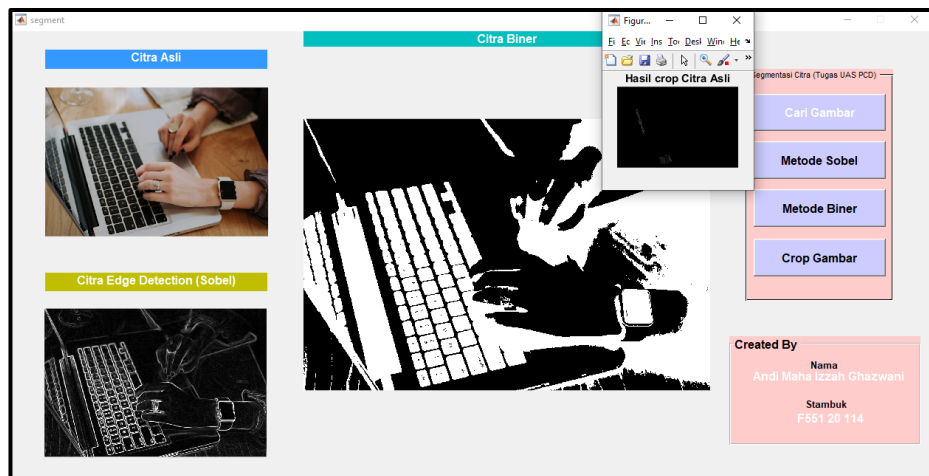 segment
Citra Asli
Citra Edge Detection (Sobel)
Citra Biner
Figur...
Hasil crop Citra Asli
Segmentasi Citra (Tugas UAS PCD)
Cari Gambar
Metode Sobel
Metode Biner
Crop Gambar
Created By
Nama
Andi Maha Izzah Ghazwani
Stambuk
F551 20 114